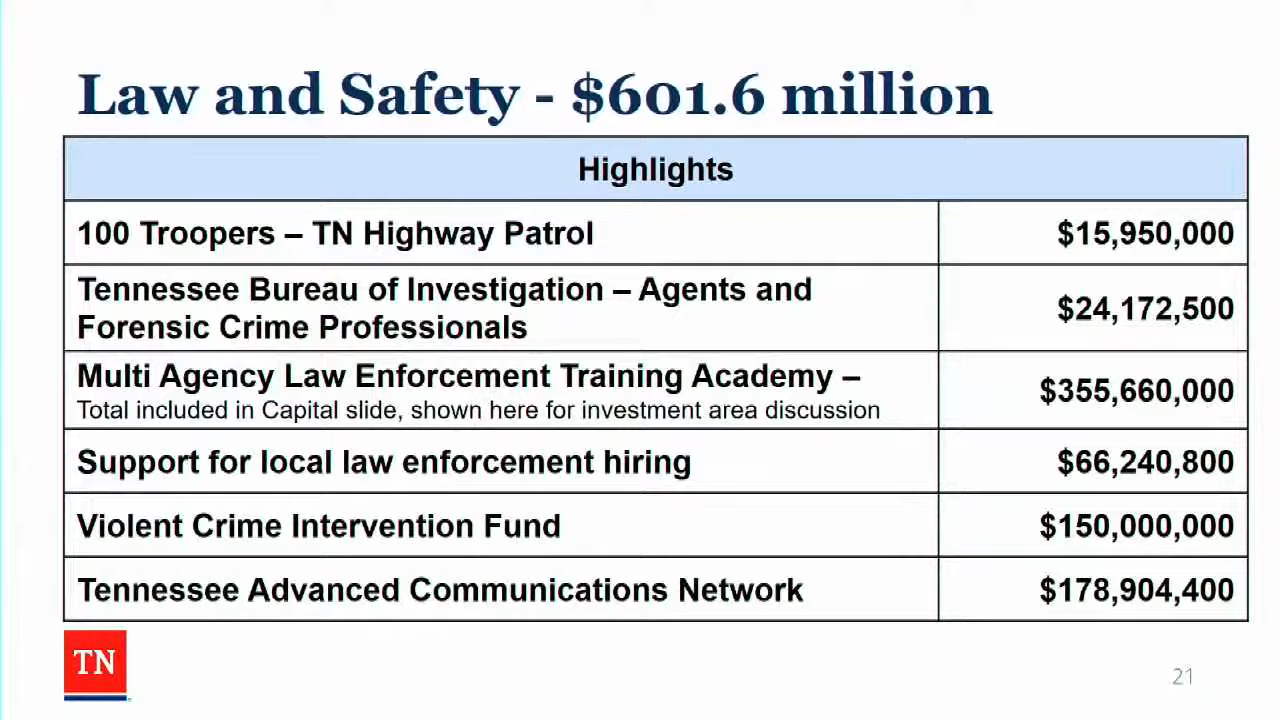 Law and Safety - $601.6 million
Highlights
100 Troopers – TN Highway Patrol $15,950,000
Tennessee Bureau of Investigation – Agents and
Forensic Crime Professionals $24,172,500
Multi Agency Law Enforcement Training Academy –
Total included in Capital slide, shown here for investment area discussion $355,660,000
Support for local law enforcement hiring $66,240,800
Violent Crime Intervention Fund $150,000,000
Tennessee Advanced Communications Network $178,904,400
TN
21